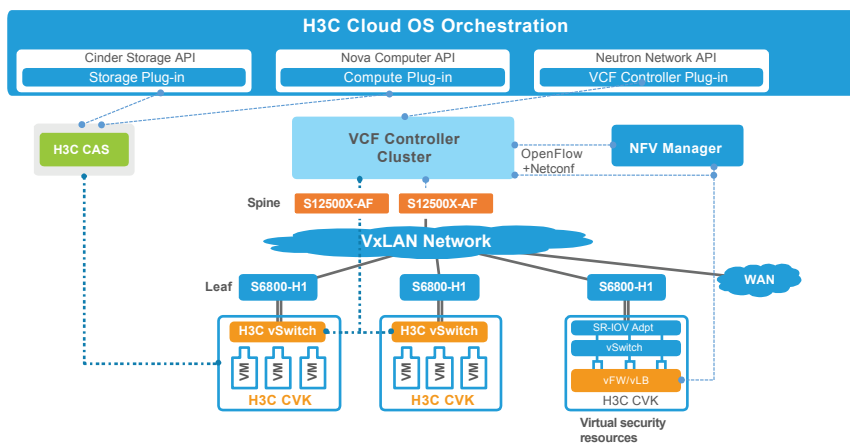 H3C Cloud OS Orchestration
Cinder Storage API
Nova Computer API
Neutron Network API
Storage Plug-in
Compute Plug-in
VCF Controller Plug-in
H3C CAS
VCF Controller
Cluster
OpenFlow
+Netconf
NFV Manager
Spine
S12500X-AF
S12500X-AF
VxLAN Network
WAN
Leaf
S6800-H1
S6800-H1
S6800-H1
H3C vSwitch
H3C vSwitch
SR-IOV Adpt
vSwitch
VM
VM
VM
VM
VM
VM
vFW/vLB
H3C CVK
H3C CVK
H3C CVK
Virtual security
resources